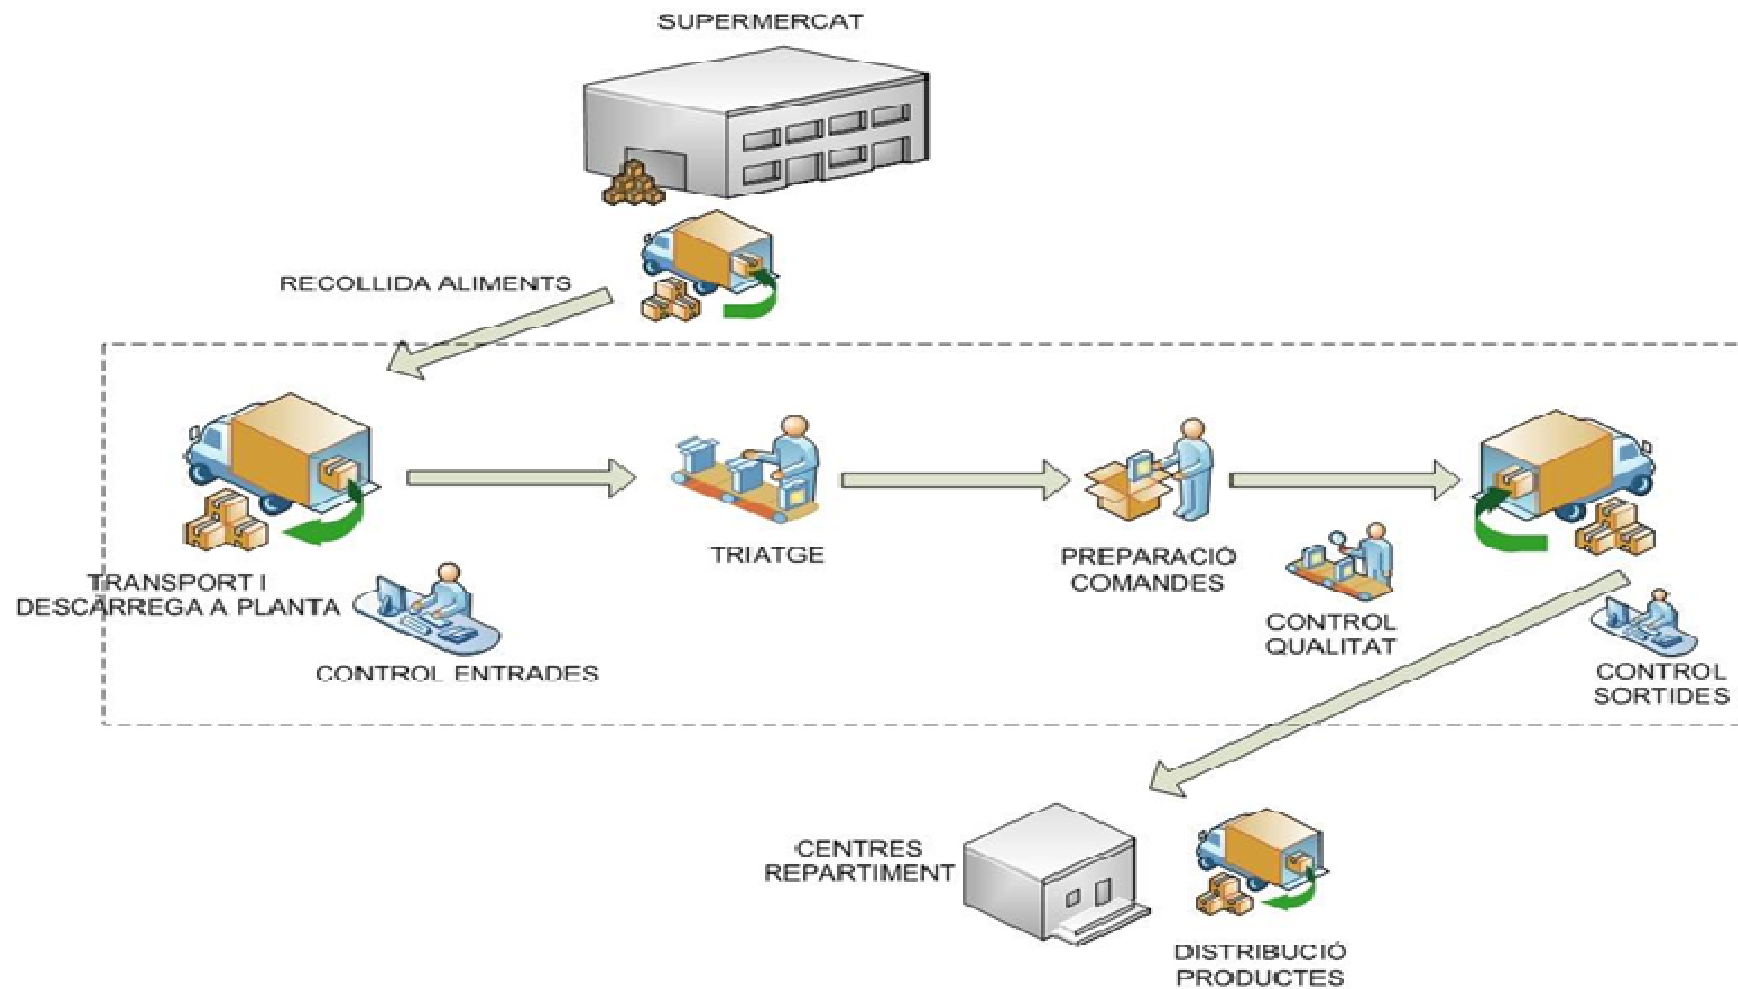 SUPERMERCAT
RECOLLIDA ALIMENTS
TRANSPORT I
DESCÀRREGA A PLANTA
CONTROL ENTRADES
TRIATGE
PREPARACIÓ
COMANDES
CONTROL
QUALITAT
CONTROL
SORTIDES
CENTRES
REPARTIMENT
DISTRIBUCIÓ
PRODUCTES